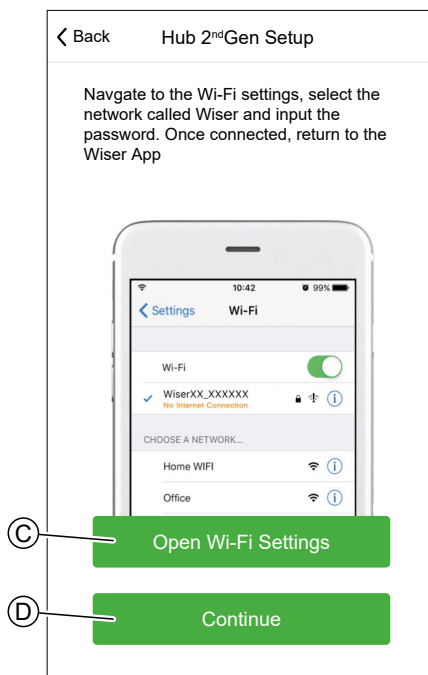 Back Hub 2ndGen Setup
Navgate to the Wi-Fi settings, select the
network called Wiser and input the
password. Once connected, return to the
Wiser App
10:42 99%
Settings Wi-Fi
Wi-Fi
WiserXX_XXXXXX
No Internet Connection
CHOOSE A NETWORK...
Home WIFI
Office
C Open Wi-Fi Settings
D Continue